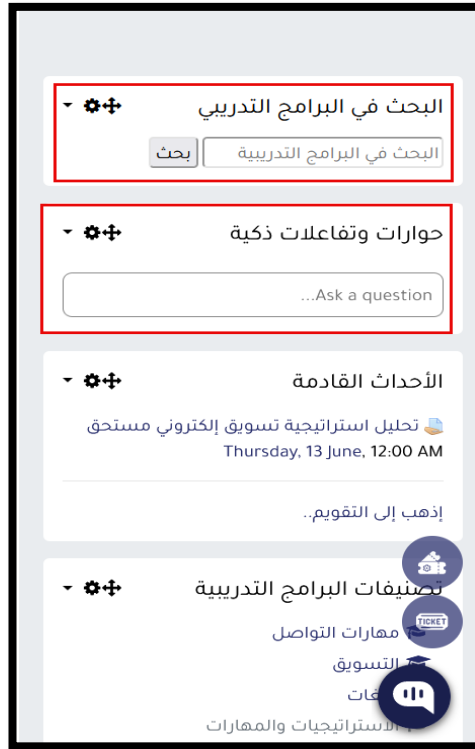 البحث في البرامج التدريبي
البحث في البرامج التدريبية
بحث
حوارات وتفاعلات ذكية
Ask a question...
الأحداث القادمة
تحليل استراتيجية تسويق إلكتروني مستحق
Thursday, 13 June, 12:00 AM
إذهب إلى التقويم..
تصنيفات البرامج التدريبية
TICKET
مهارات التواصل
التسويق
الاستراتيجيات والمهارات